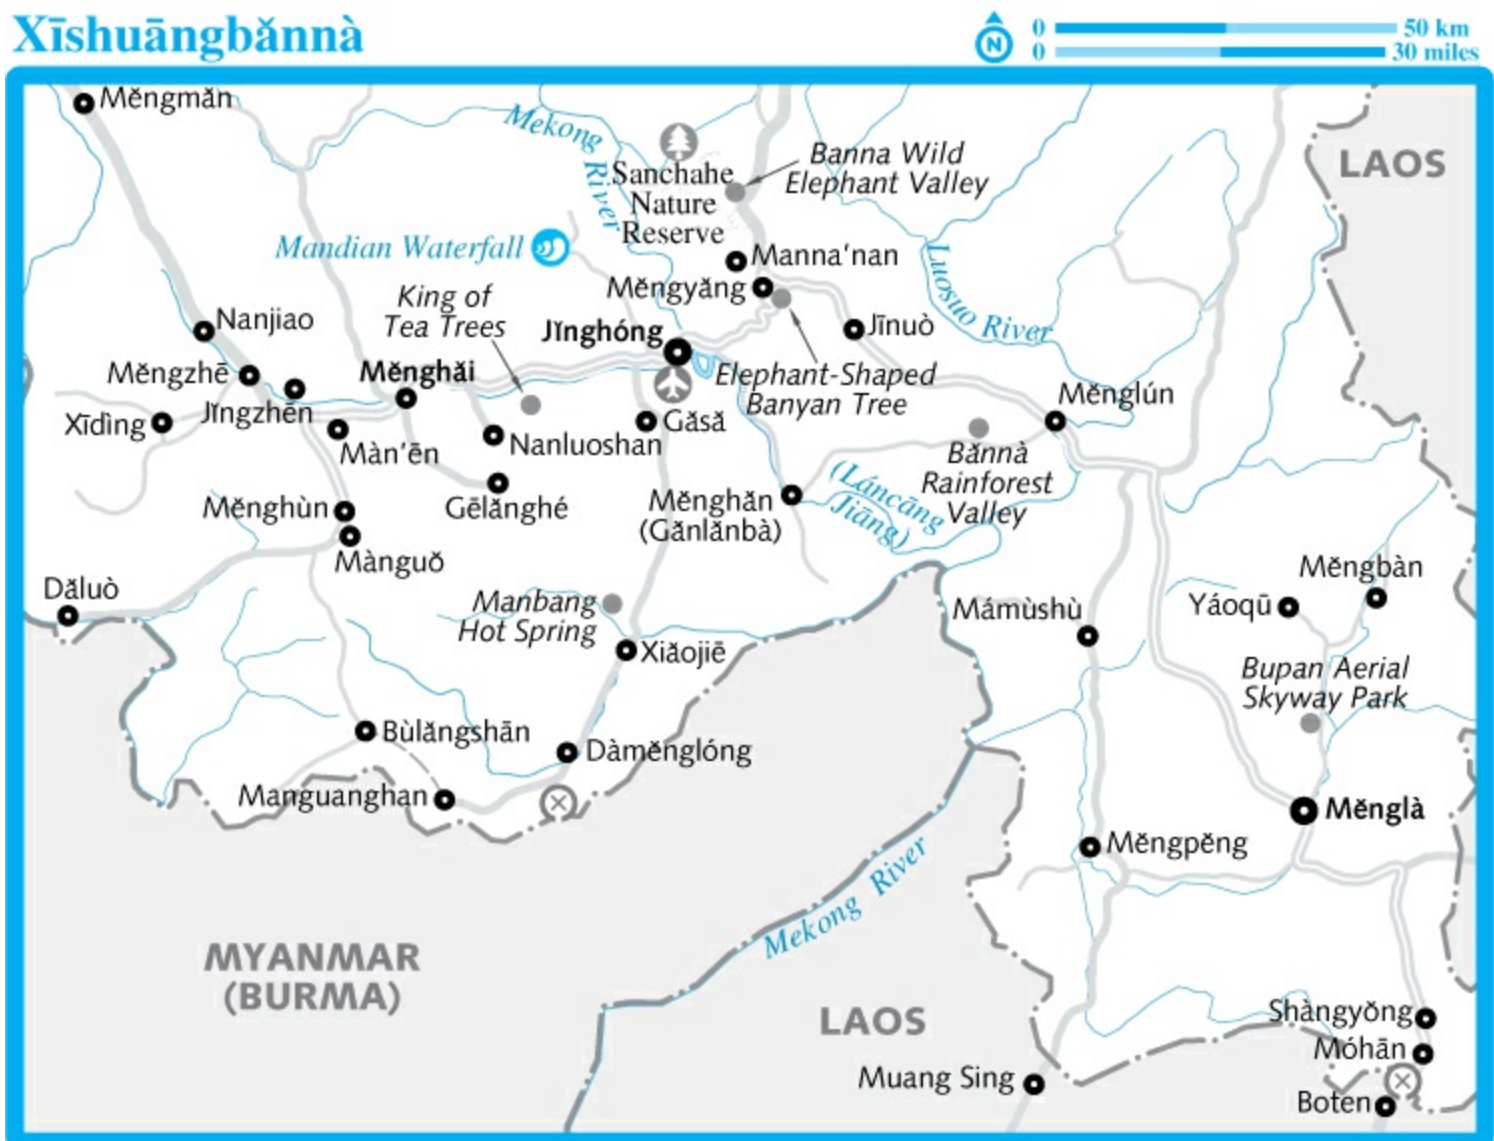 Xīshuāngbǎnnà
N
0
50 km
0
30 miles
Měngmǎn
Mekong
River
Sanchahe
Nature
Reserve
Banna Wild
Elephant Valley
LAOS
Mandian Waterfall
Manna'nan
Luosuo River
King of
Tea Trees
Měngyǎng
Nanjiao
Jǐnghóng
Jīnuò
Měngzhē
Měnghǎi
Elephant-Shaped
Banyan Tree
Měnglún
Jǐngzhēn
Xīdìng
Gǎsǎ
Màn'ēn
Nanluoshan
Bǎnnà
Rainforest
Valley
(Láncāng
Jiāng)
Měnghùn
Gēlǎnghé
Měnghǎn
(Gǎnlǎnbà)
Mànguǒ
Dǎluò
Manbang
Hot Spring
Mámùshù
Yáoqū
Měngbàn
Xiǎojiē
Bupan Aerial
Skyway Park
Bùlǎngshān
Dàměnglóng
Manguanghan
Měnglà
Měngpěng
Mekong River
MYANMAR
(BURMA)
LAOS
Shàngyǒng
Móhān
Muang Sing
Boten